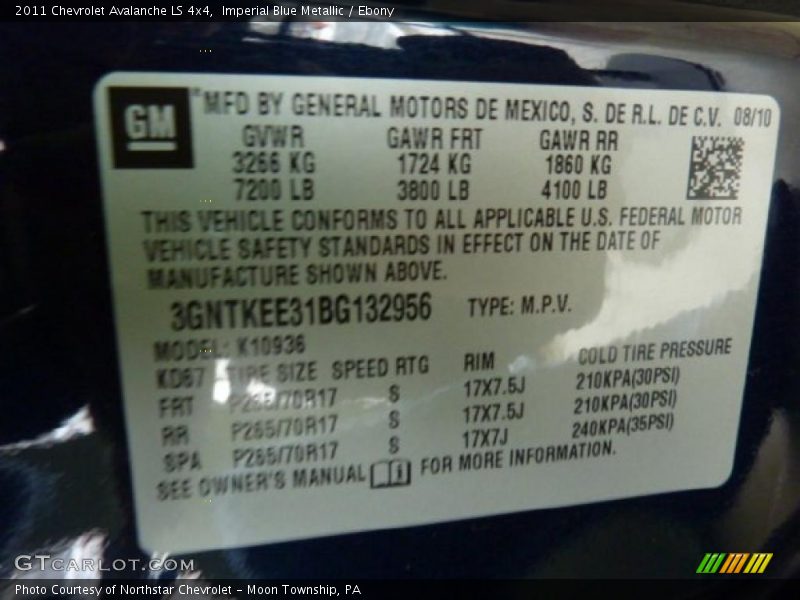 2011 Chevrolet Avalanche LS 4x4, Imperial Blue Metallic / Ebony
GM
MFD BY GENERAL MOTORS DE MEXICO, S. DE R.L. DE C.V. 08/10
GVWR GAWR FRT GAWR RR
3266 KG 1724 KG 1860 KG
7200 LB 3800 LB 4100 LB
THIS VEHICLE CONFORMS TO ALL APPLICABLE U.S. FEDERAL MOTOR
VEHICLE SAFETY STANDARDS IN EFFECT ON THE DATE OF
MANUFACTURE SHOWN ABOVE.
3GNTKEE31BG132956 TYPE: M.P.V.
MODEL: K10936
KD67 TIRE SIZE SPEED RTG RIM COLD TIRE PRESSURE
FRT P265/70R17 S 17X7.5J 210KPA(30PSI)
RR P265/70R17 S 17X7.5J 210KPA(30PSI)
SPA P265/70R17 S 17X7J 240KPA(35PSI)
SEE OWNER'S MANUAL FOR MORE INFORMATION.
GTCARLOT.COM
Photo Courtesy of Northstar Chevrolet - Moon Township, PA